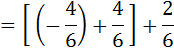 = [ ( − 4/6 ) + 4/6 ] + 2/6